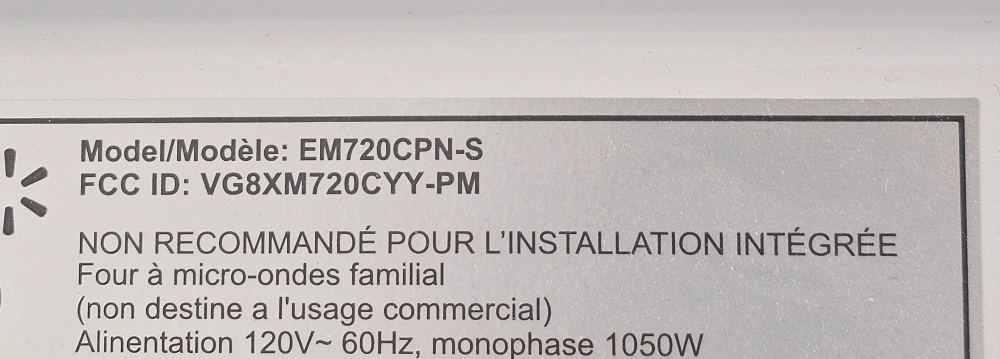 Model/Modèle: EM720CPN-S
FCC ID: VG8XM720CYY-PM
NON RECOMMANDÉ POUR L'INSTALLATION INTÉGRÉE
Four à micro-ondes familial
(non destine a l'usage commercial)
Alinentation 120V~ 60Hz, monophase 1050W